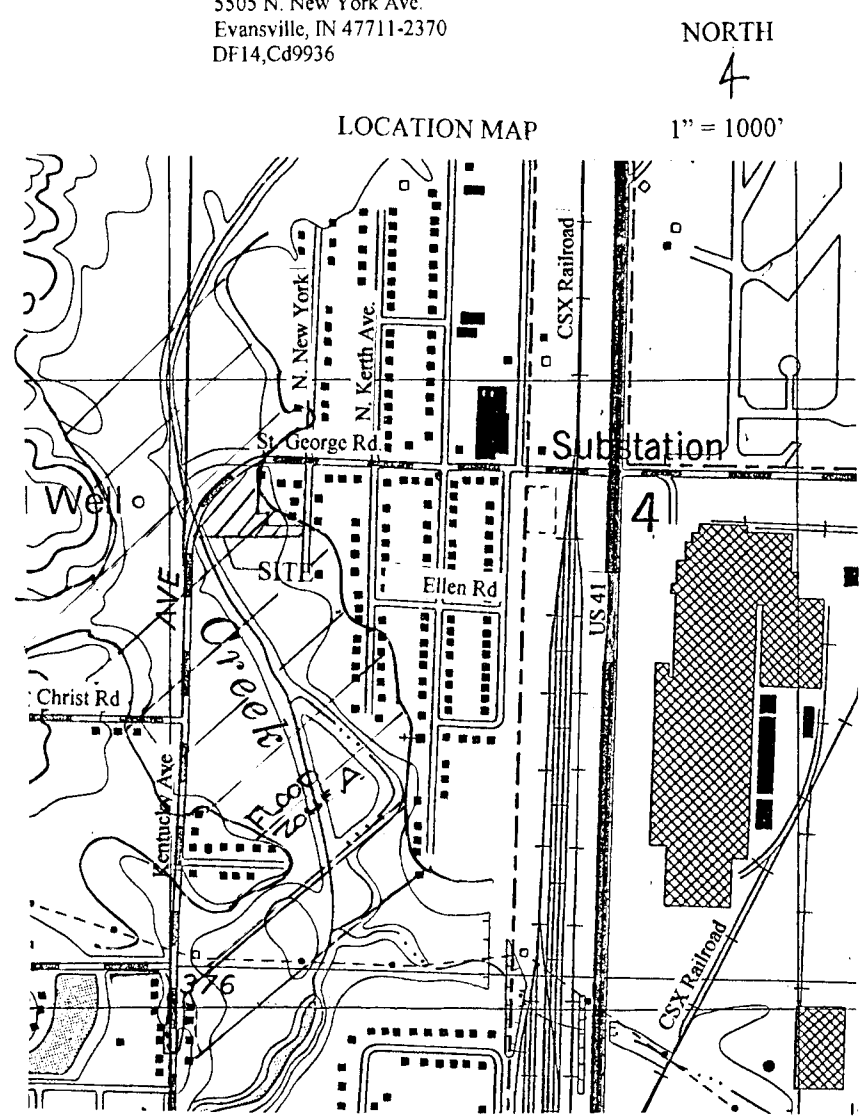 5505 N. New York Ave.
Evansville, IN 47711-2370
DF14,Cd9936
NORTH
LOCATION MAP
1" = 1000'
CSX Railroad
N. New York
N. Kerth Ave.
St. George Rd.
Substation
Well
4
SITE
Ellen Rd
AVE
US 41
Creek
Christ Rd
Kentucky Ave
FLOOD
ZONE A
CSX Railroad
376